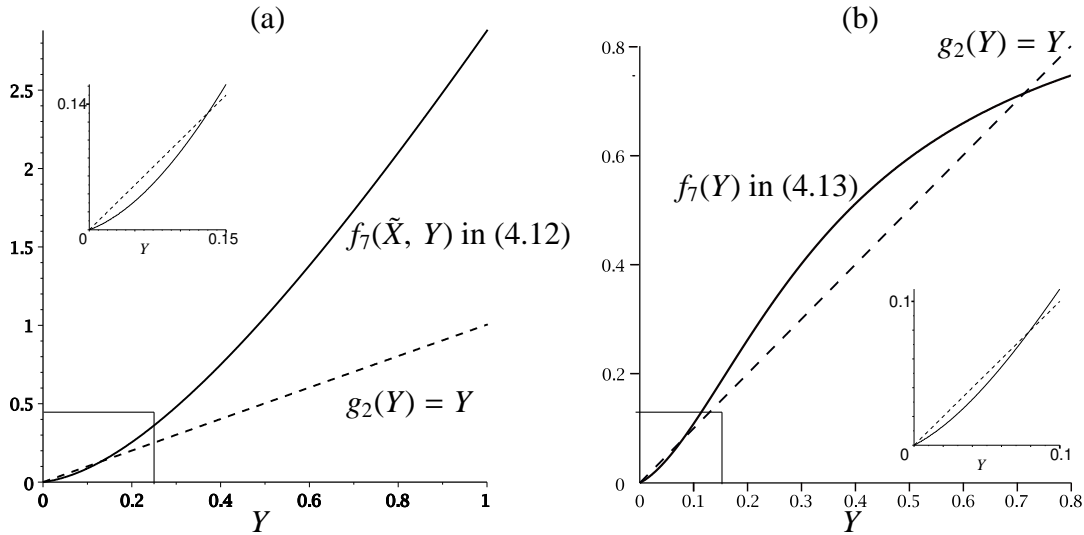 (a)
2.5
2
1.5
1
0.5
0
0 0.2 0.4 0.6 0.8 1
Y
0.14
0 0.15
Y
f₇(X̃, Y) in (4.12)
g₂(Y) = Y
(b)
g₂(Y) = Y
0.8
0.6
0.4
0.2
0
0 0.1 0.2 0.3 0.4 0.5 0.6 0.7 0.8
Y
f₇(Y) in (4.13)
0.1
0 0.1
Y